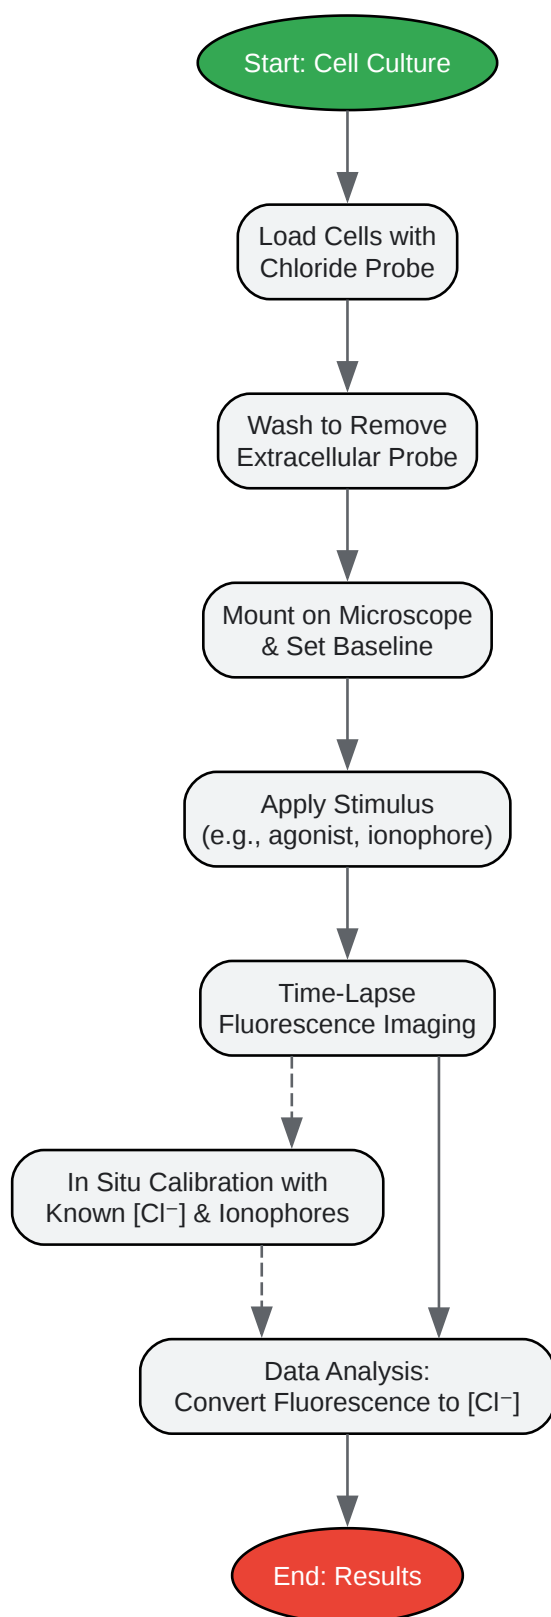 Start: Cell Culture
Load Cells with
Chloride Probe
Wash to Remove
Extracellular Probe
Mount on Microscope
& Set Baseline
Apply Stimulus
(e.g., agonist, ionophore)
Time-Lapse
Fluorescence Imaging
In Situ Calibration with
Known [Cl⁻] & Ionophores
Data Analysis:
Convert Fluorescence to [Cl⁻]
End: Results